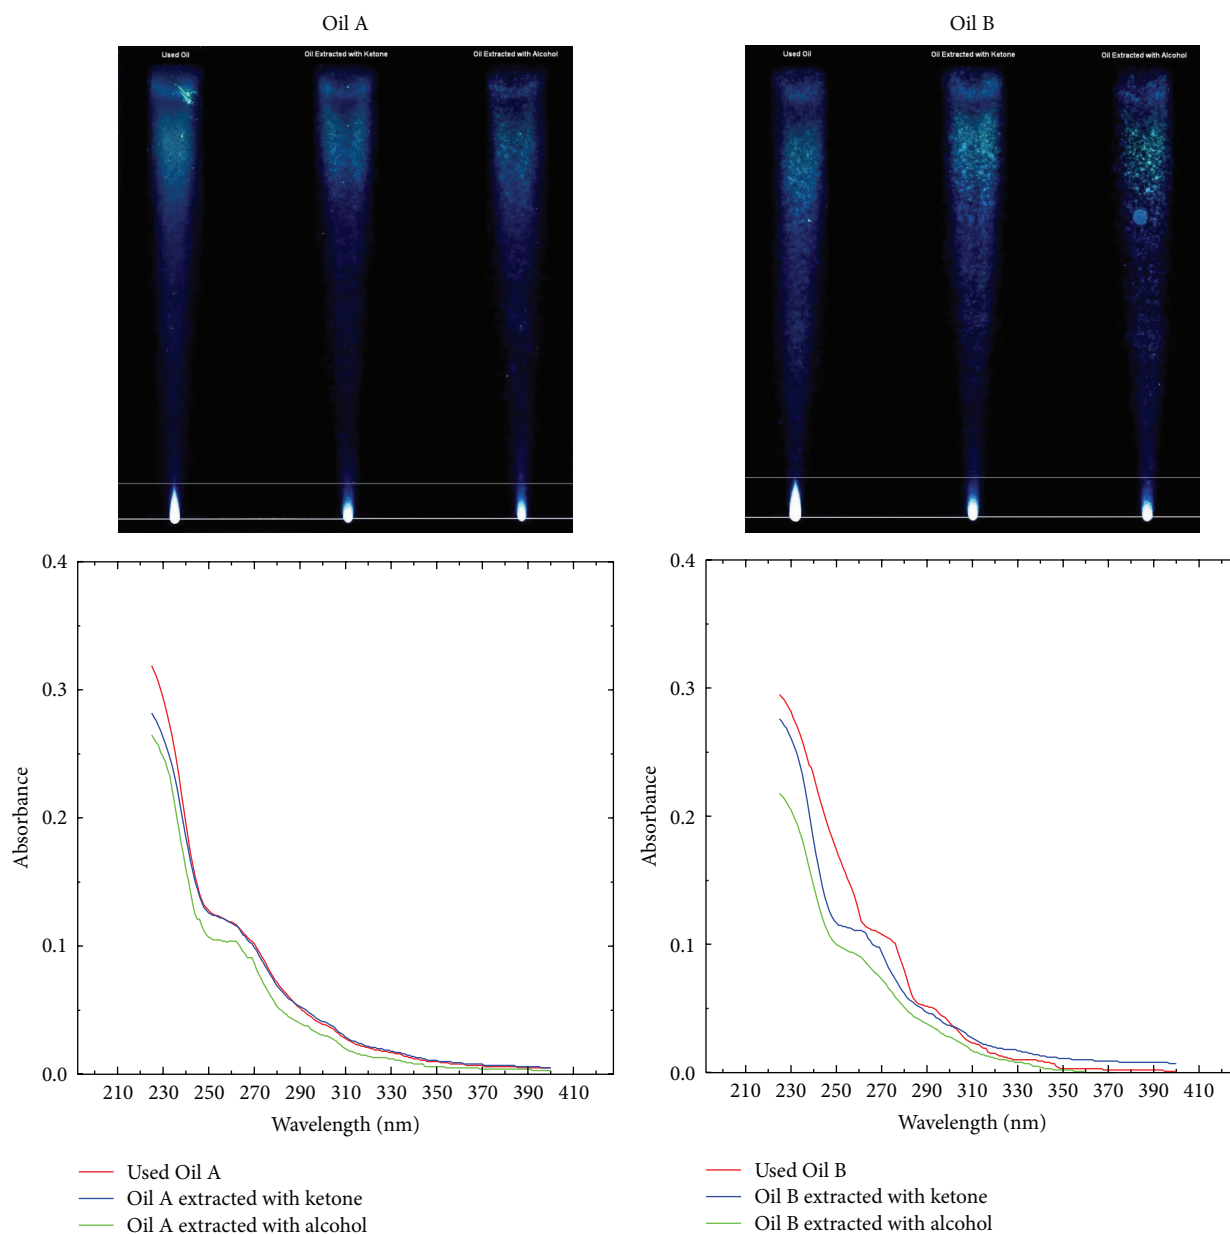 Oil A
Used Oil
Oil Extracted with Ketone
Oil Extracted with Alcohol
Oil B
Used Oil
Oil Extracted with Ketone
Oil Extracted with Alcohol
0.4
0.3
0.2
0.1
0.0
Absorbance
210 230 250 270 290 310 330 350 370 390 410
Wavelength (nm)
Used Oil A
Oil A extracted with ketone
Oil A extracted with alcohol
0.4
0.3
0.2
0.1
0.0
Absorbance
210 230 250 270 290 310 330 350 370 390 410
Wavelength (nm)
Used Oil B
Oil B extracted with ketone
Oil B extracted with alcohol